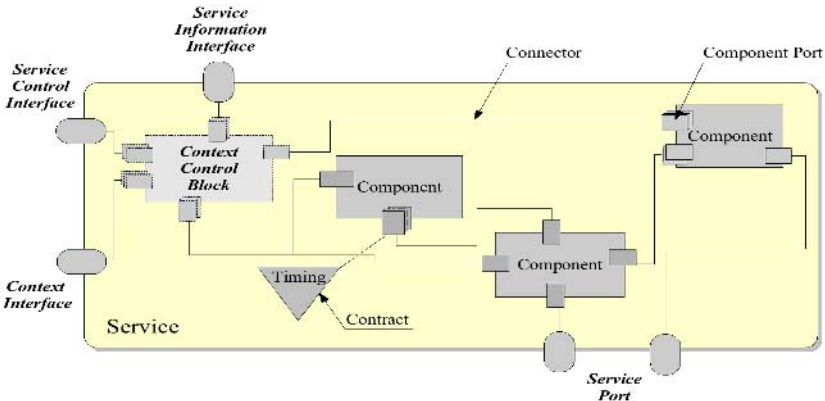 Service
Information
Interface
Connector
Component Port
Service
Control
Interface
Context
Control
Block
Component
Component
Component
Timing
Context
Interface
Contract
Service
Service
Port